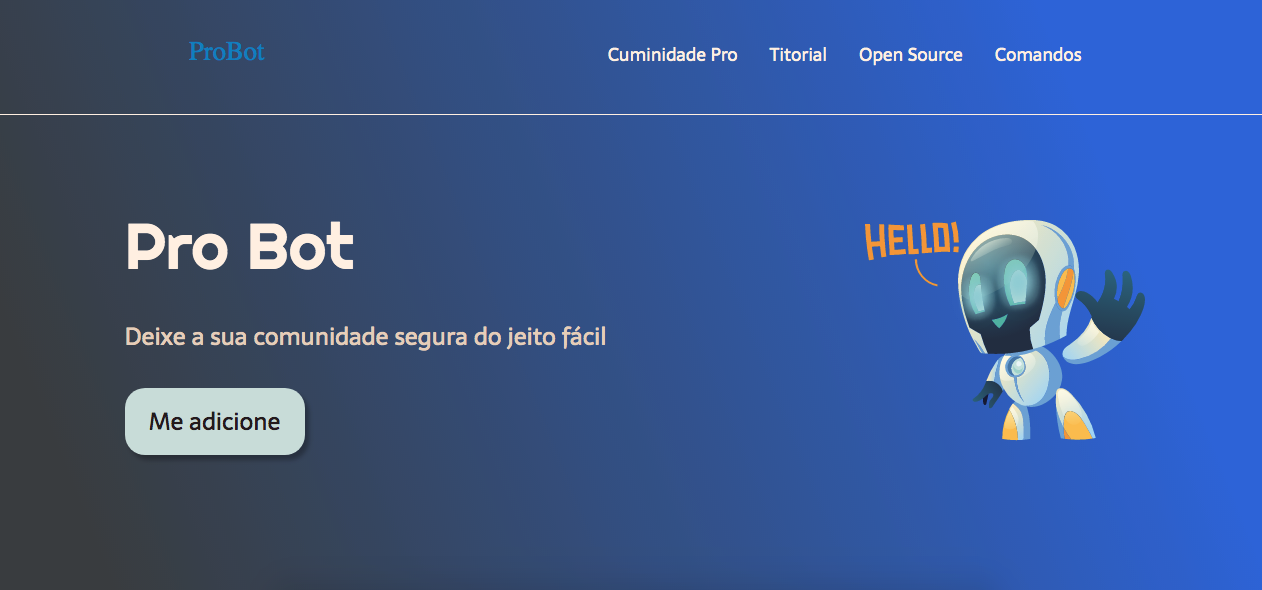 ProBot
Cuminidade Pro Titorial Open Source Comandos
Pro Bot
HELLO!
Deixe a sua comunidade segura do jeito fácil
Me adicione